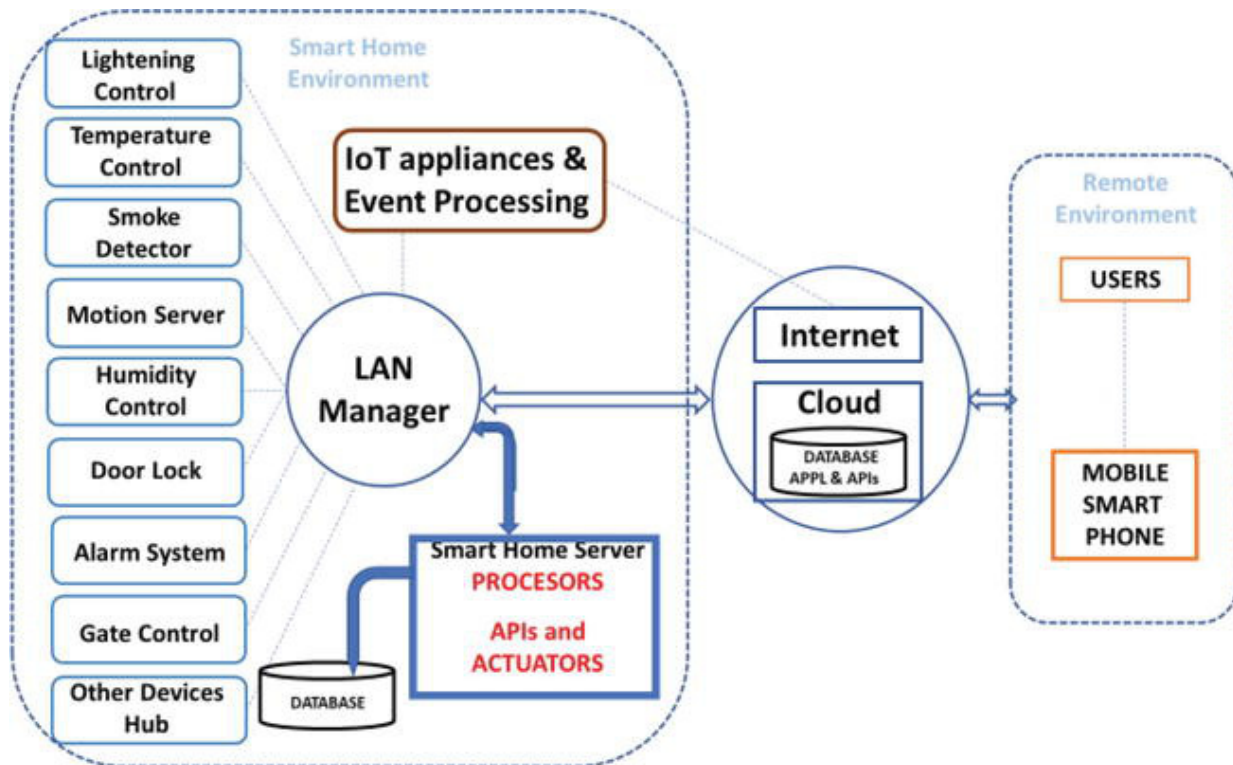 Lightening
Control
Temperature
Control
Smoke
Detector
Motion Server
Humidity
Control
Door Lock
Alarm System
Gate Control
Other Devices
Hub
Smart Home
Environment
IoT appliances &
Event Processing
LAN
Manager
Smart Home Server
PROCESORS
APIs and
ACTUATORS
DATABASE
Internet
Cloud
DATABASE
APPL & APIs
Remote
Environment
USERS
MOBILE
SMART
PHONE